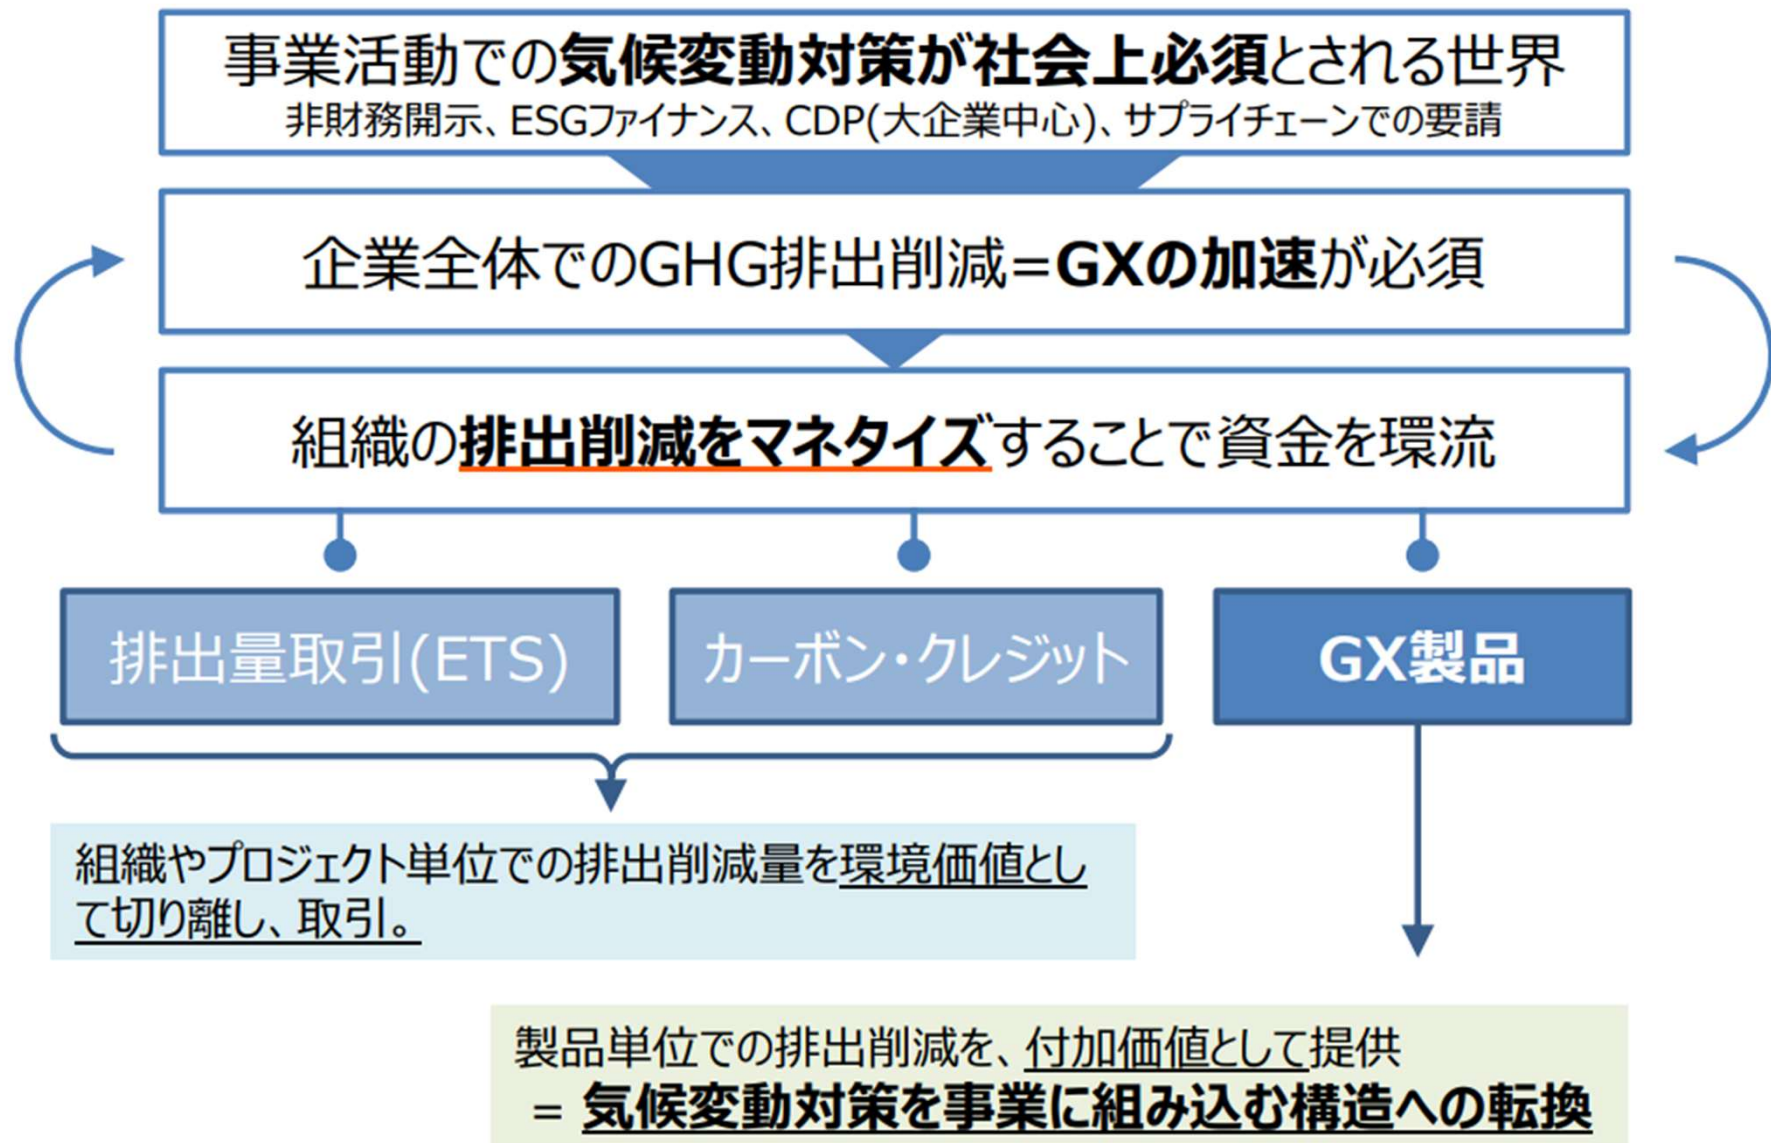 事業活動での気候変動対策が社会上必須とされる世界
非財務開示、ESGファイナンス、CDP(大企業中心)、サプライチェーンでの要請
企業全体でのGHG排出削減=GXの加速が必須
組織の排出削減をマネタイズすることで資金を環流
排出量取引(ETS)
カーボン・クレジット
GX製品
組織やプロジェクト単位での排出削減量を環境価値とし
て切り離し、取引。
製品単位での排出削減を、付加価値として提供
= 気候変動対策を事業に組み込む構造への転換